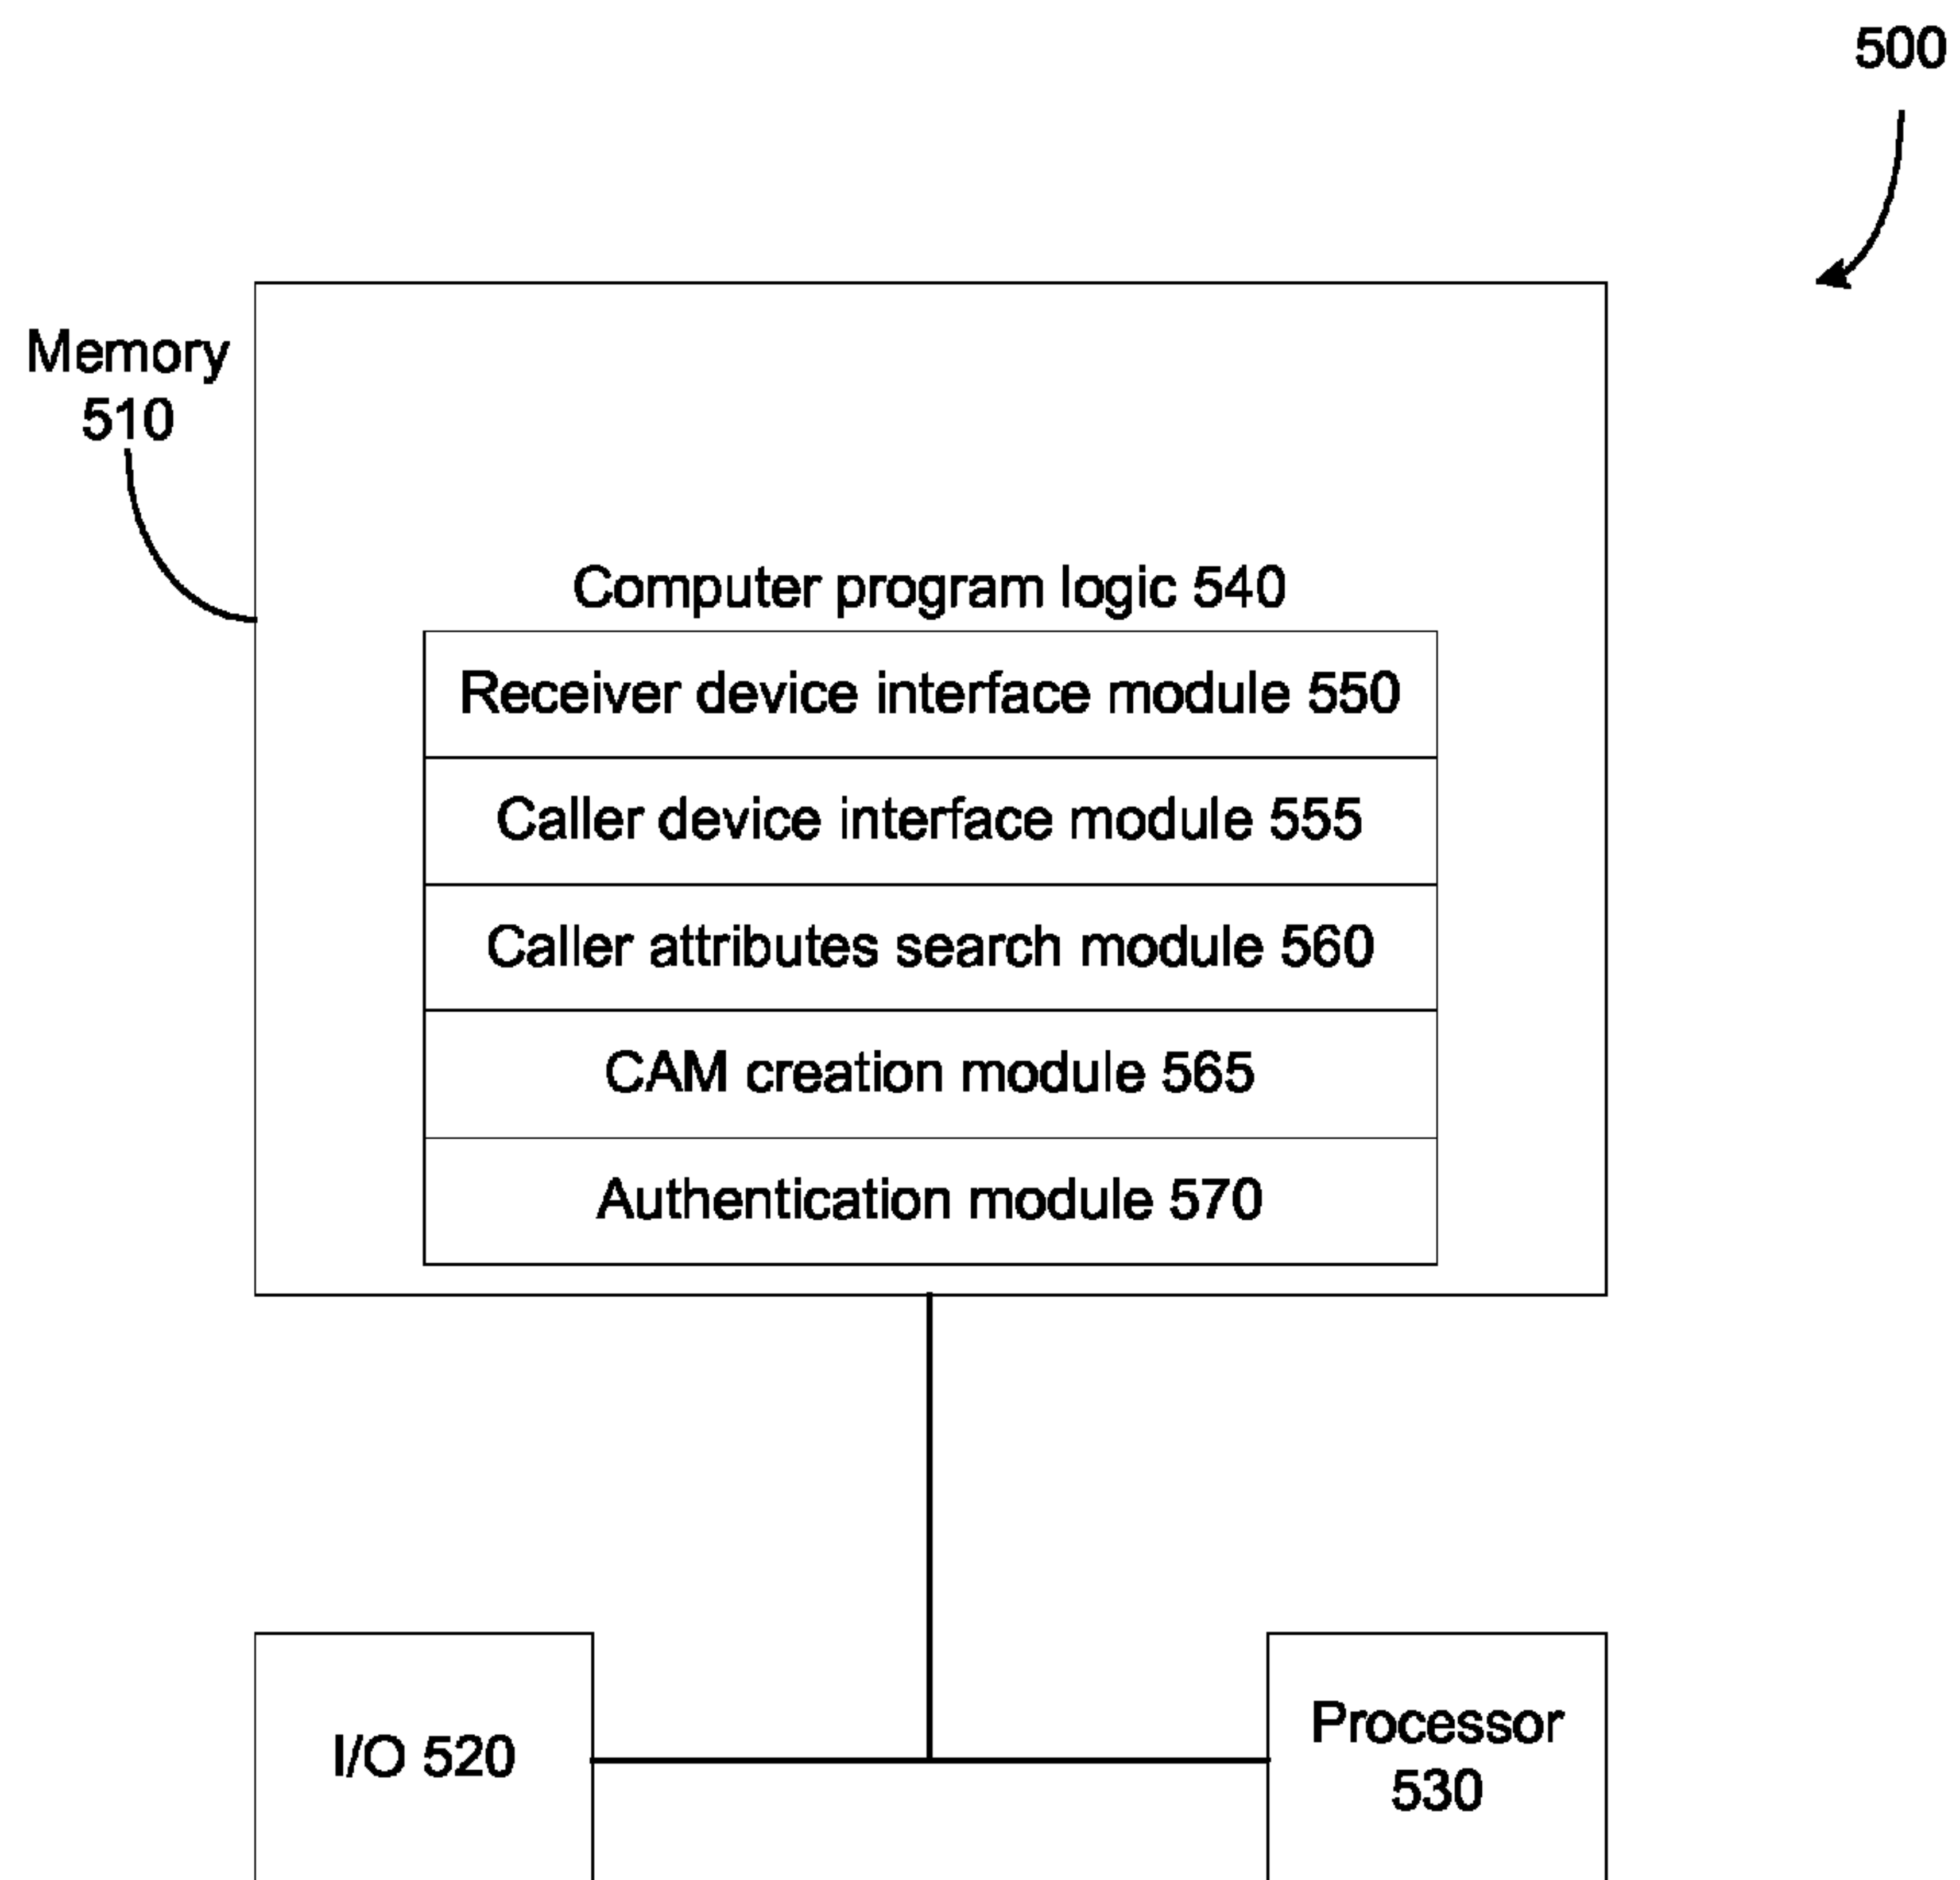 500
Memory
510
Computer program logic 540
Receiver device interface module 550
Caller device interface module 555
Caller attributes search module 560
CAM creation module 565
Authentication module 570
I/O 520
Processor
530